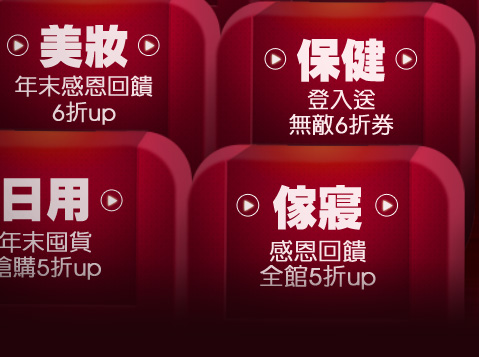 美妝
年末感恩回饋
6折up
保健
登入送
無敵6折券
日用
年末囤貨
搶購5折up
傢寢
感恩回饋
全館5折up